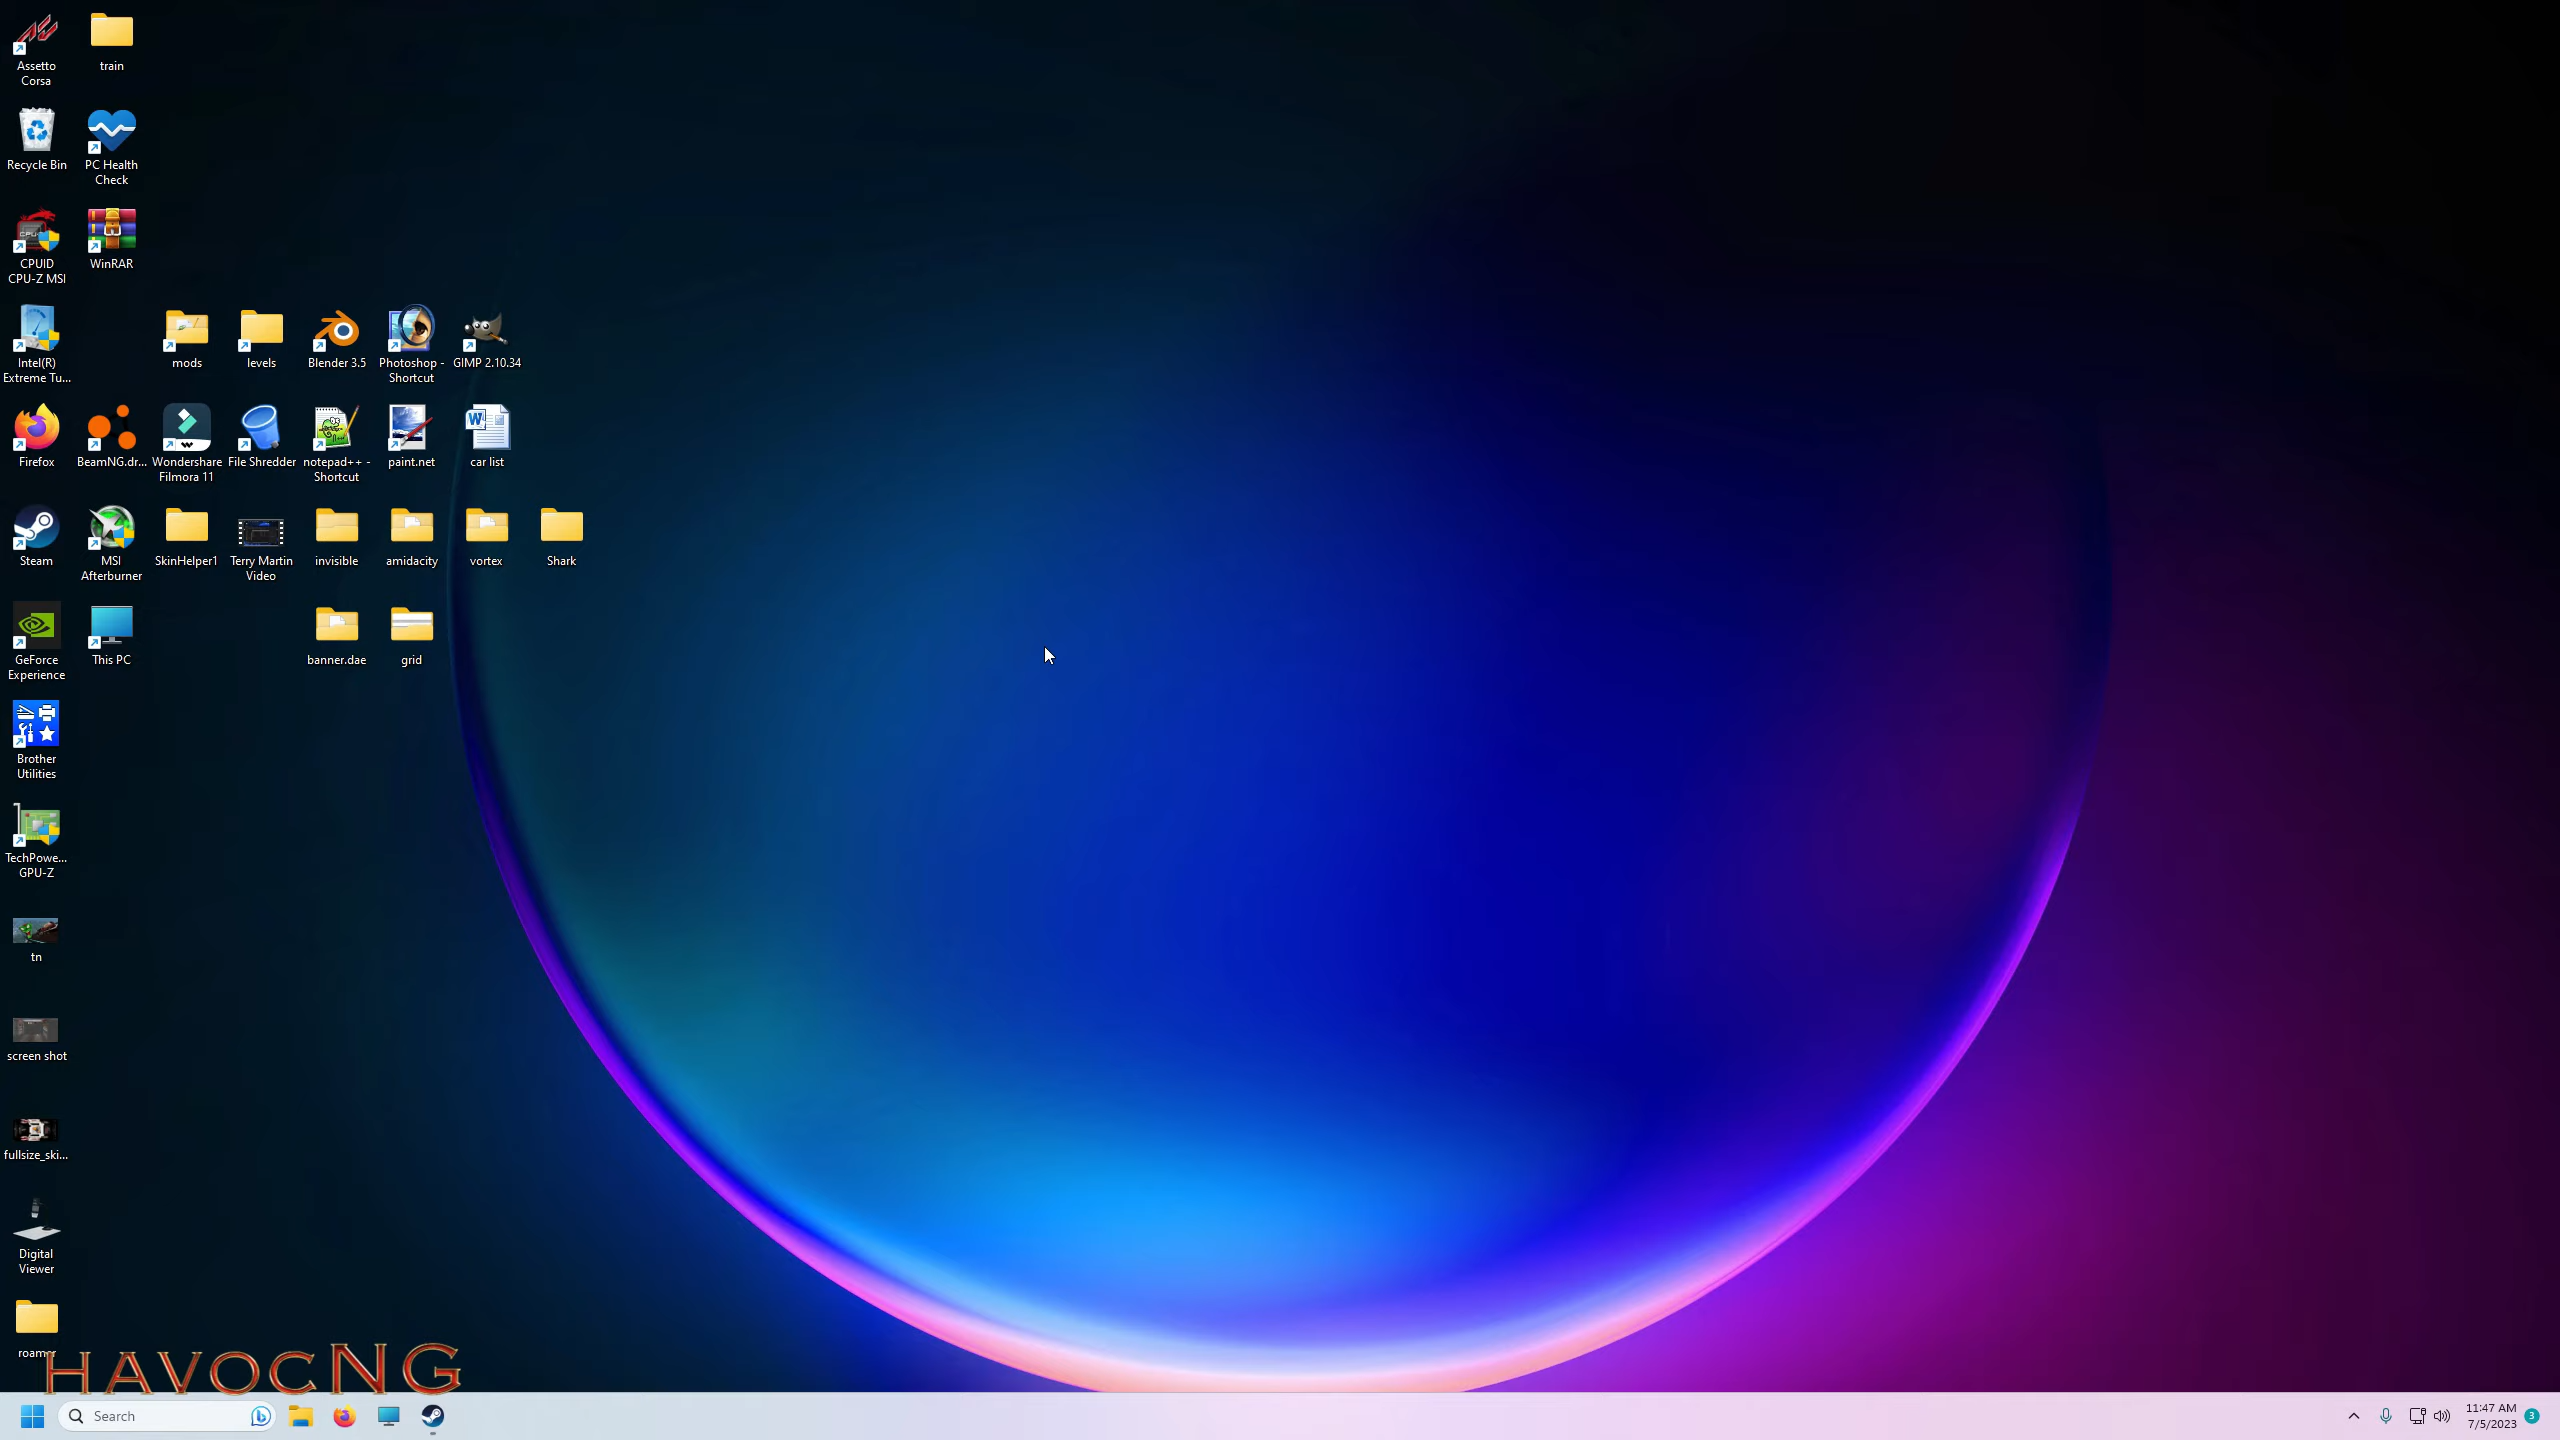 Assetto
Corsa
train
Recycle Bin
PC Health
Check
CPUID
CPU-Z MSI
WinRAR
Intel(R)
Extreme Tu...
mods
levels
Blender 3.5
Photoshop -
Shortcut
GIMP 2.10.34
Firefox
BeamNG.dr...
Wondershare
Filmora 11
File Shredder
notepad++ -
Shortcut
paint.net
car list
Steam
MSI
Afterburner
SkinHelper1
Terry Martin
Video
invisible
amidacity
vortex
Shark
GeForce
Experience
This PC
banner.dae
grid
Brother
Utilities
TechPowe...
GPU-Z
tn
screen shot
fullsize_ski...
Digital
Viewer
roamer
HAVOCNG
Search
11:47 AM
7/5/2023
3